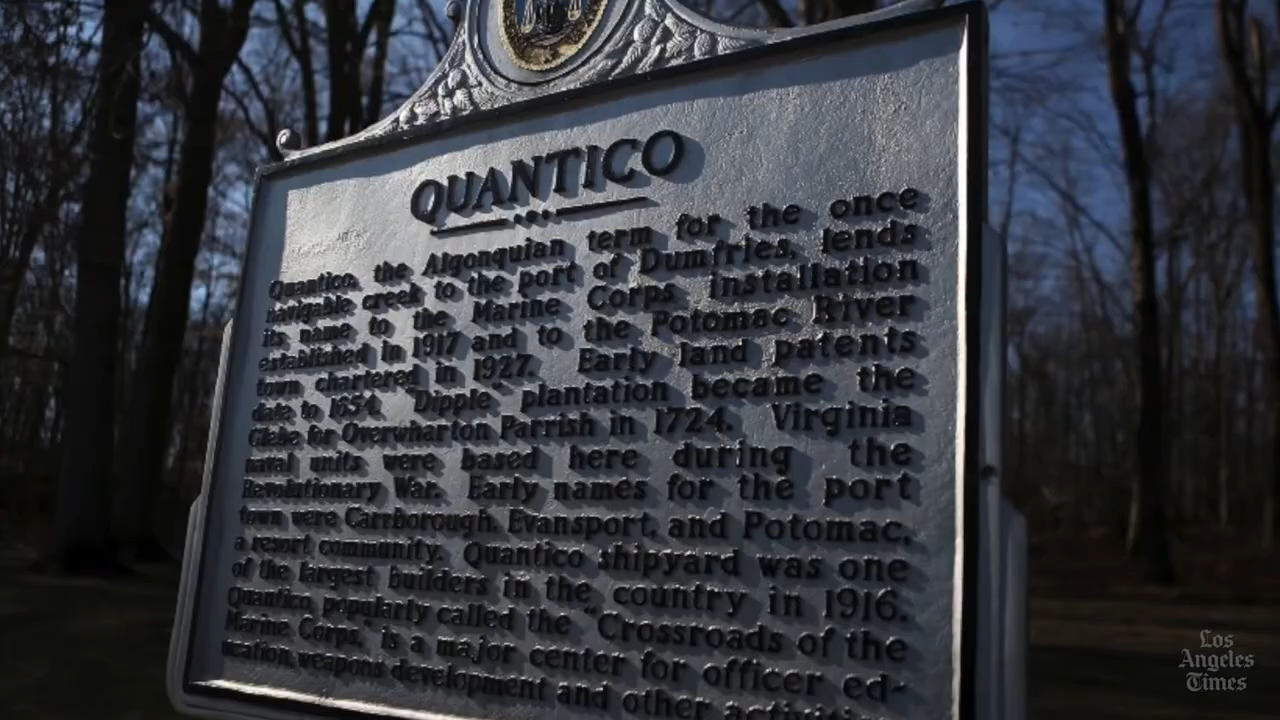 QUANTICO
Quantico, the Algonquian term for the once
navigable creek to the port of Dumfries, lends
its name to the Marine Corps installation
established in 1917 and to the Potomac River
town chartered in 1927. Early land patents
date to 1654. "Dipple" plantation became the
Glebe for Overwharton Parrish in 1724. Virginia
naval units were based here during the
Revolutionary War. Early names for the port
town were Carrborough, Evansport, and Potomac,
a resort community. Quantico shipyard was one
of the largest builders in the country in 1916.
Quantico, popularly called the "Crossroads of the
Marine Corps," is a major center for officer ed-
ucation, weapons development and other activities
Los
Angeles
Times